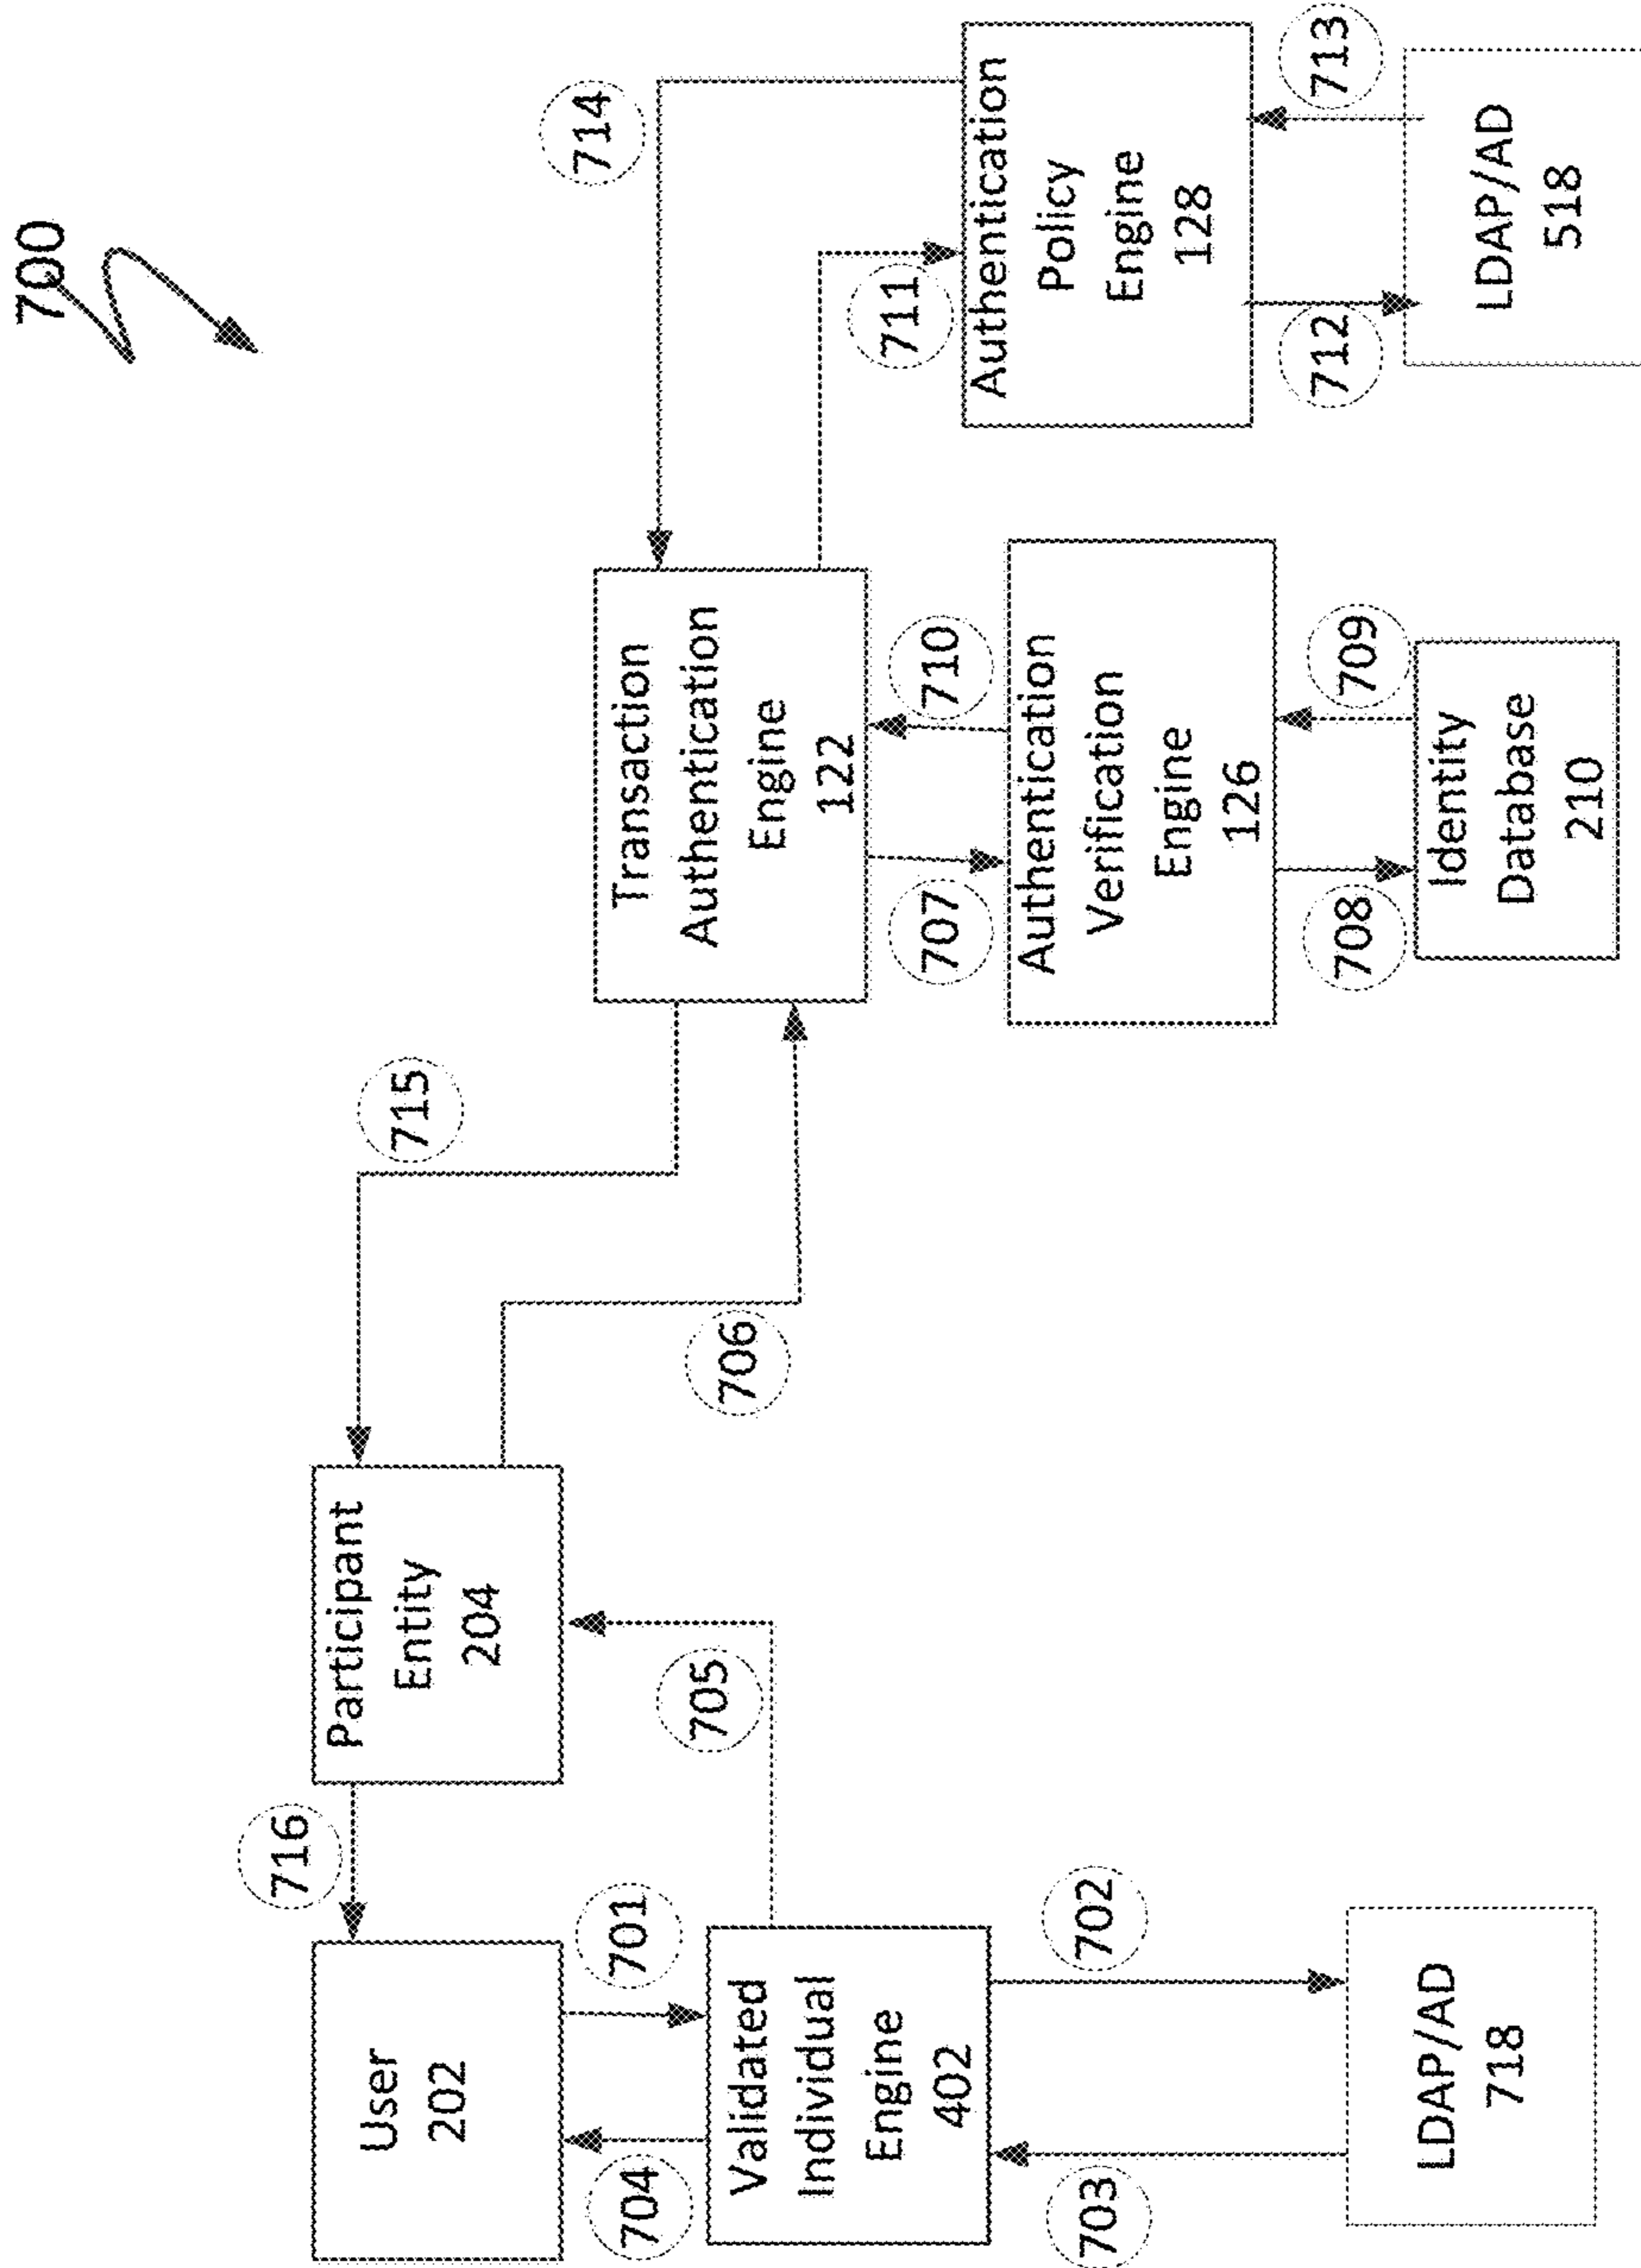 700
User
202
716
Participant
Entity
204
715
714
701
704
Validated
Individual
Engine
402
705
706
Transaction
Authentication
Engine
122
711
702
703
707
710
Authentication
Verification
Engine
126
Authentication
Policy
Engine
128
LDAP/AD
718
708
709
Identity
Database
210
712
713
LDAP/AD
518